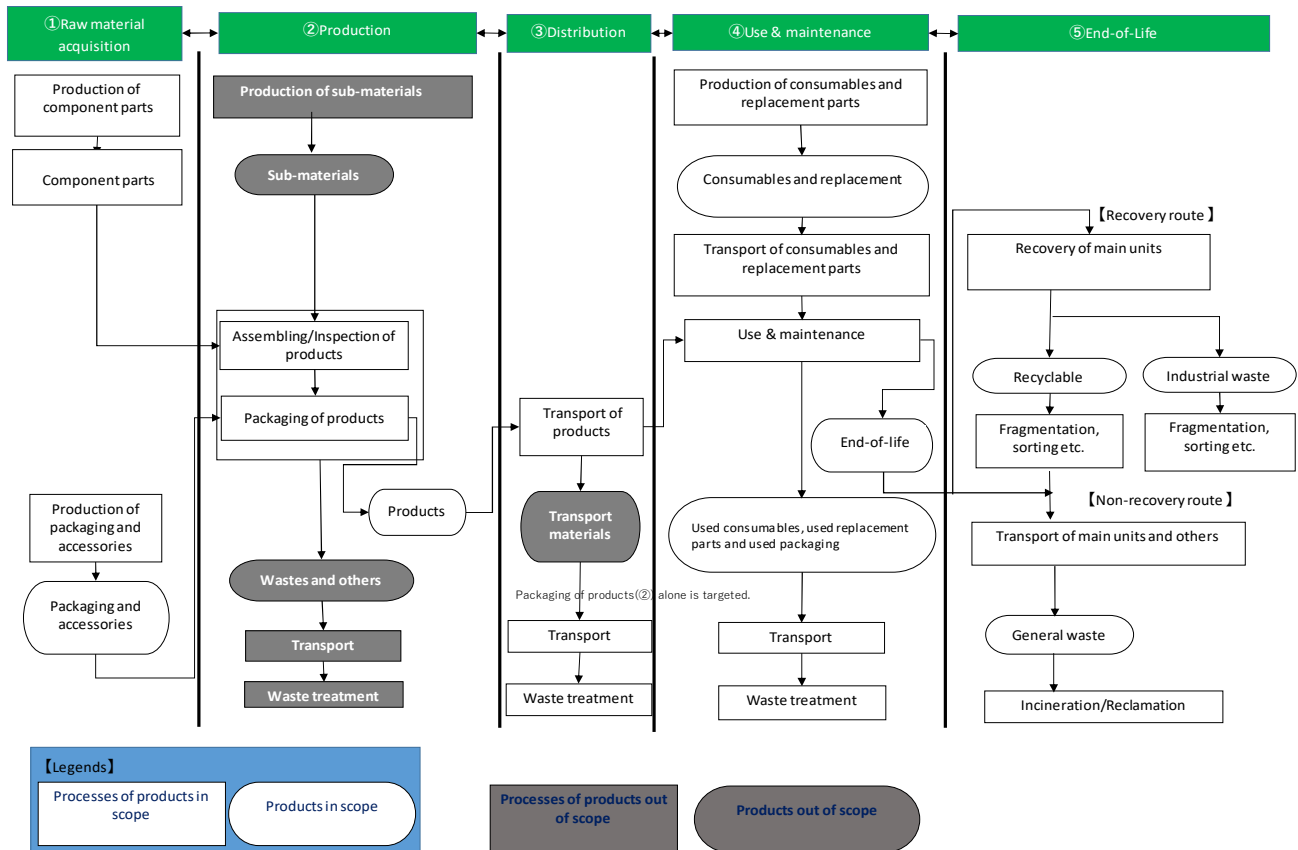 ①Raw material
acquisition
②Production
③Distribution
④Use & maintenance
⑤End-of-Life
Production of
component parts
Component parts
Production of
packaging and
accessories
Packaging and
accessories
Production of sub-materials
Sub-materials
Assembling/Inspection of
products
Packaging of products
Products
Wastes and others
Transport
Waste treatment
Transport of
products
Transport
materials
Packaging of products(②) alone is targeted.
Transport
Waste treatment
Production of consumables and
replacement parts
Consumables and replacement
Transport of consumables and
replacement parts
Use & maintenance
End-of-life
Used consumables, used replacement
parts and used packaging
Transport
Waste treatment
【Recovery route】
Recovery of main units
Recyclable
Industrial waste
Fragmentation,
sorting etc.
Fragmentation,
sorting etc.
【Non-recovery route】
Transport of main units and others
General waste
Incineration/Reclamation
【Legends】
Processes of products in
scope
Products in scope
Processes of products out
of scope
Products out of scope